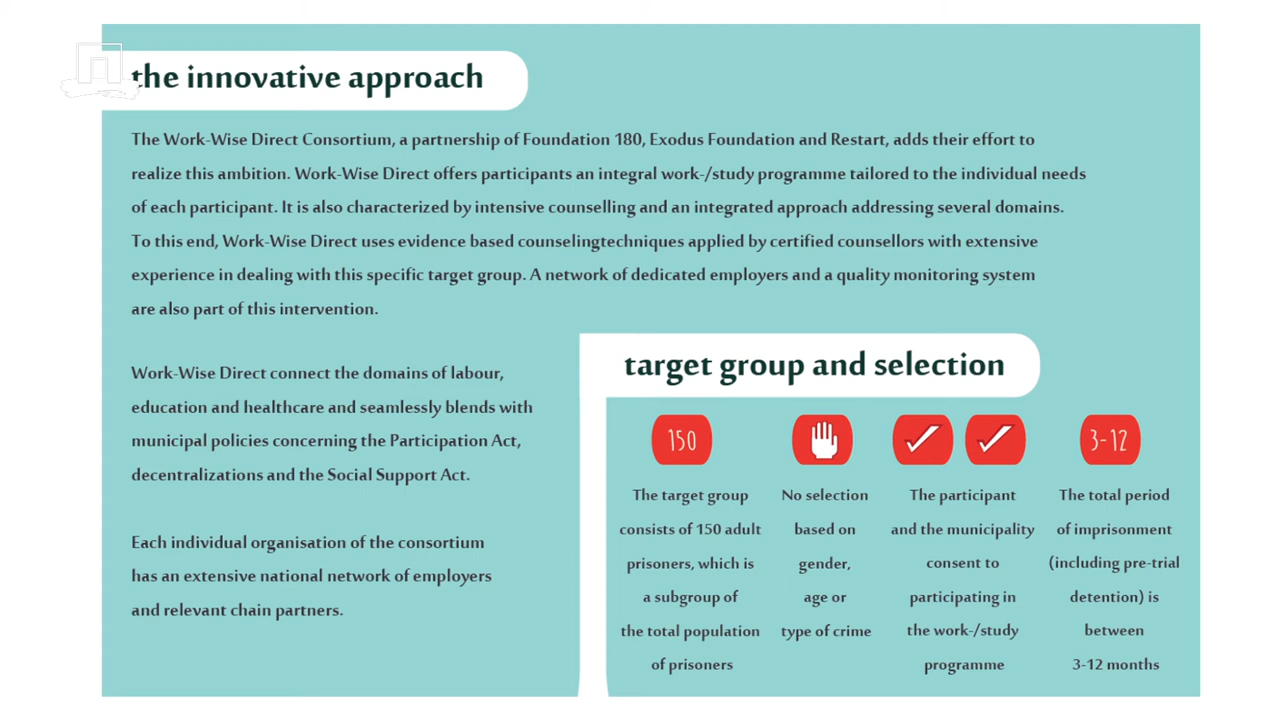 the innovative approach
The Work-Wise Direct Consortium, a partnership of Foundation 180, Exodus Foundation and Restart, adds their effort to
realize this ambition. Work-Wise Direct offers participants an integral work-/study programme tailored to the individual needs
of each participant. It is also characterized by intensive counselling and an integrated approach addressing several domains.
To this end, Work-Wise Direct uses evidence based counselingtechniques applied by certified counsellors with extensive
experience in dealing with this specific target group. A network of dedicated employers and a quality monitoring system
are also part of this intervention.
Work-Wise Direct connect the domains of labour,
education and healthcare and seamlessly blends with
municipal policies concerning the Participation Act,
decentralizations and the Social Support Act.
Each individual organisation of the consortium
has an extensive national network of employers
and relevant chain partners.
target group and selection
150
The target group
consists of 150 adult
prisoners, which is
a subgroup of
the total population
of prisoners
No selection
based on
gender,
age or
type of crime
The participant
and the municipality
consent to
participating in
the work-/study
programme
3-12
The total period
of imprisonment
(including pre-trial
detention) is
between
3-12 months